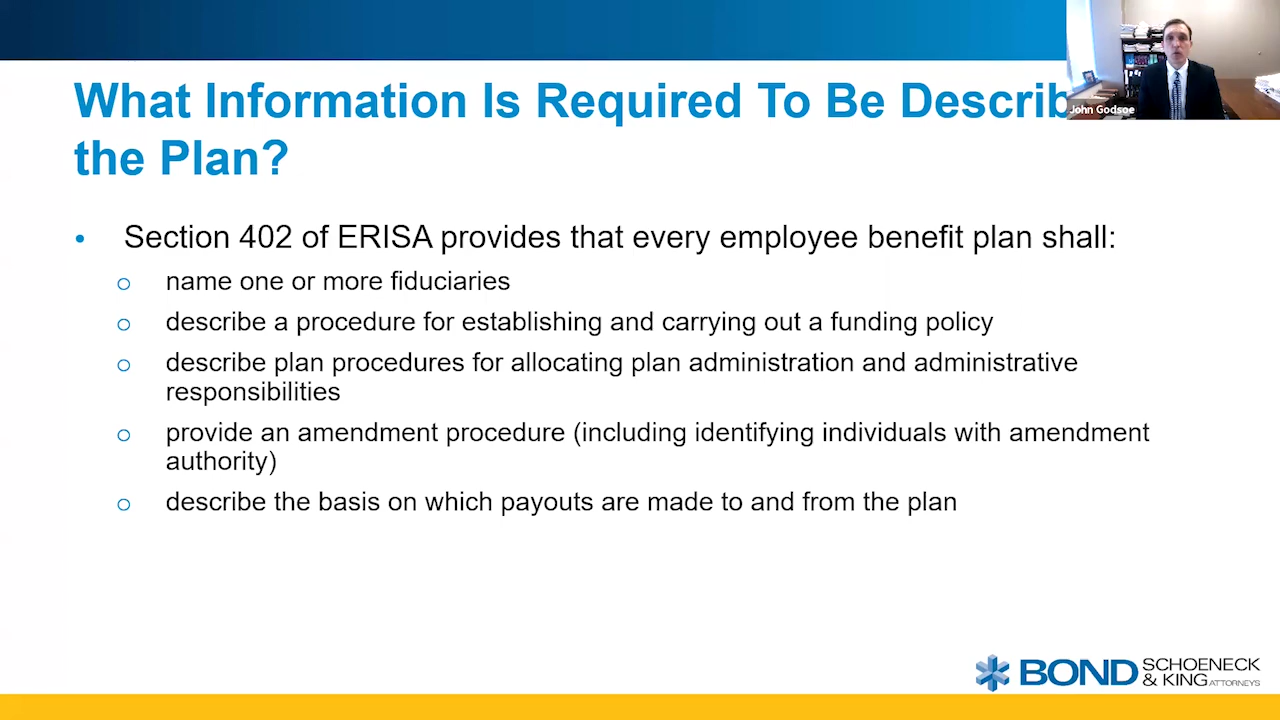 What Information Is Required To Be Describ
the Plan?
John Godsoe
• Section 402 of ERISA provides that every employee benefit plan shall:
o name one or more fiduciaries
o describe a procedure for establishing and carrying out a funding policy
o describe plan procedures for allocating plan administration and administrative
responsibilities
o provide an amendment procedure (including identifying individuals with amendment
authority)
o describe the basis on which payouts are made to and from the plan
BOND SCHOENECK
& KING ATTORNEYS